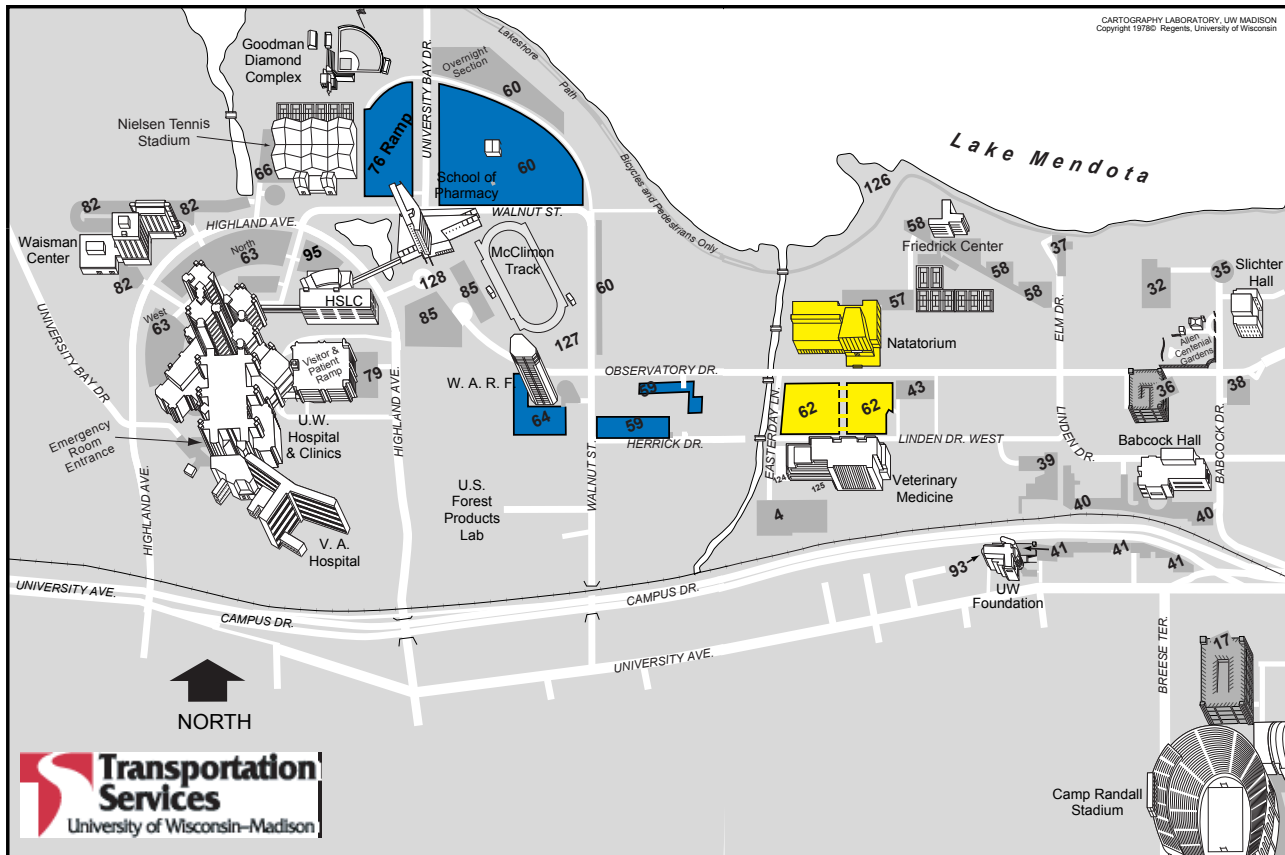 CARTOGRAPHY LABORATORY, UW MADISON
Copyright 1978© Regents, University of Wisconsin
Goodman
Diamond
Complex
UNIVERSITY BAY DR.
Overnight
Section
60
Lakeshore
Path
Nielsen Tennis
Stadium
76 Ramp
UNIVERSITY BAY DR.
60
Bicycles and Pedestrians Only
Lake Mendota
66
School of
Pharmacy
126
82
82
HIGHLAND AVE.
WALNUT ST.
58
Friedrick Center
37
Waisman
Center
North
63
95
McClimon
Track
58
58
32
35
Slichter
Hall
82
128
85
60
57
ELM DR.
HSLC
West
63
85
127
Natatorium
Allen
Centenial
Gardens
UNIVERSITY BAY DR
Visitor &
Patient
Ramp
79
W. A. R. F.
OBSERVATORY DR.
59
43
36
38
64
59
62
62
HIGHLAND AVE.
U.W.
Hospital
& Clinics
HERRICK DR.
EASTERDAY LN.
LINDEN DR. WEST
LINDEN DR.
Babcock Hall
BABCOCK DR.
Emergency
Room
Entrance
WALNUT ST.
124
125
Veterinary
Medicine
39
U.S.
Forest
Products
Lab
4
40
40
HIGHLAND AVE.
V. A.
Hospital
93
41
41
41
UW
Foundation
UNIVERSITY AVE.
CAMPUS DR.
CAMPUS DR.
UNIVERSITY AVE.
BREESE TER.
17
NORTH
Transportation
Services
University of Wisconsin–Madison
Camp Randall
Stadium